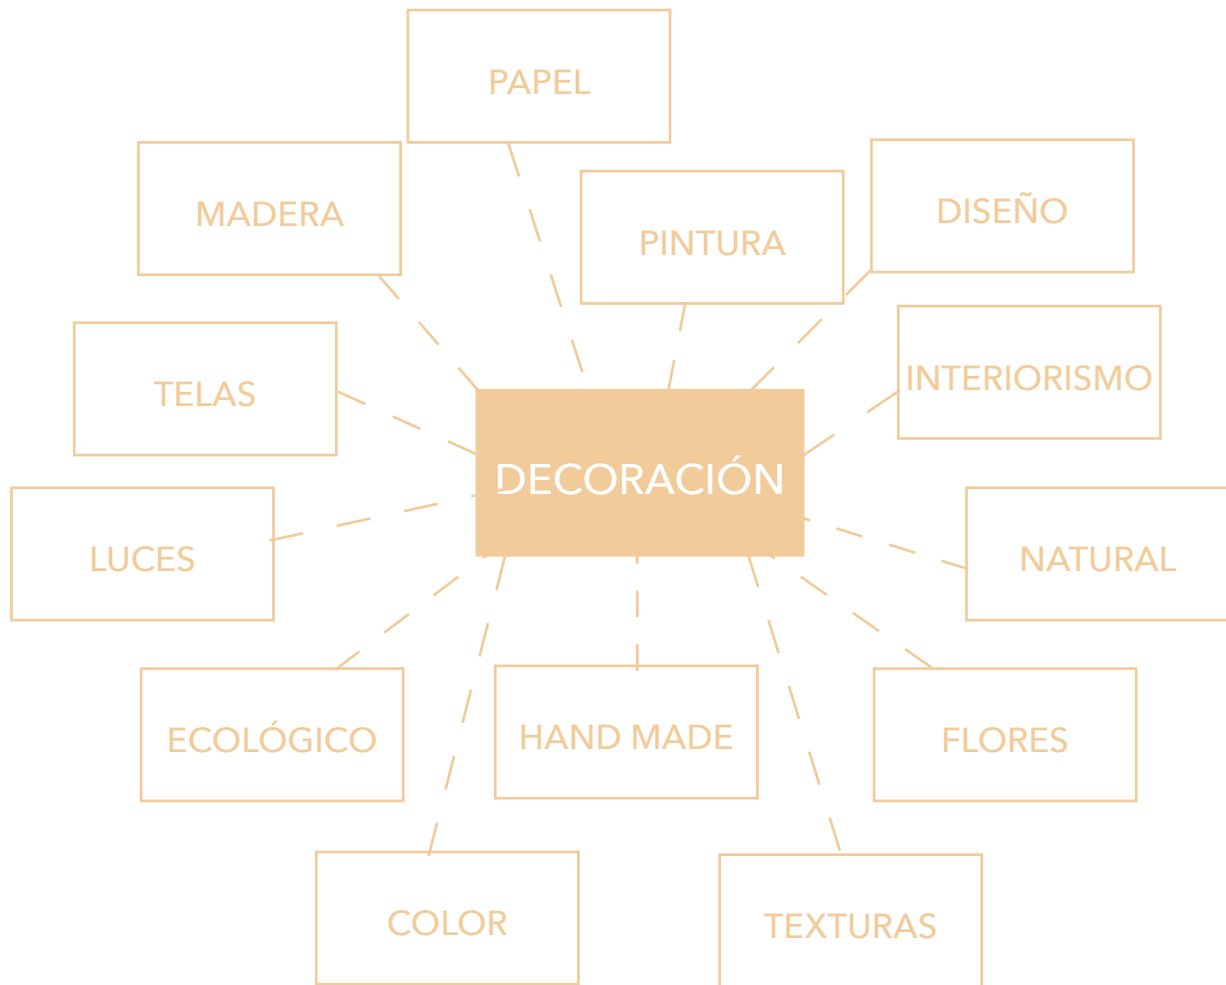 PAPEL
MADERA
PINTURA
DISEÑO
TELAS
INTERIORISMO
DECORACIÓN
LUCES
NATURAL
ECOLÓGICO
HAND MADE
FLORES
COLOR
TEXTURAS